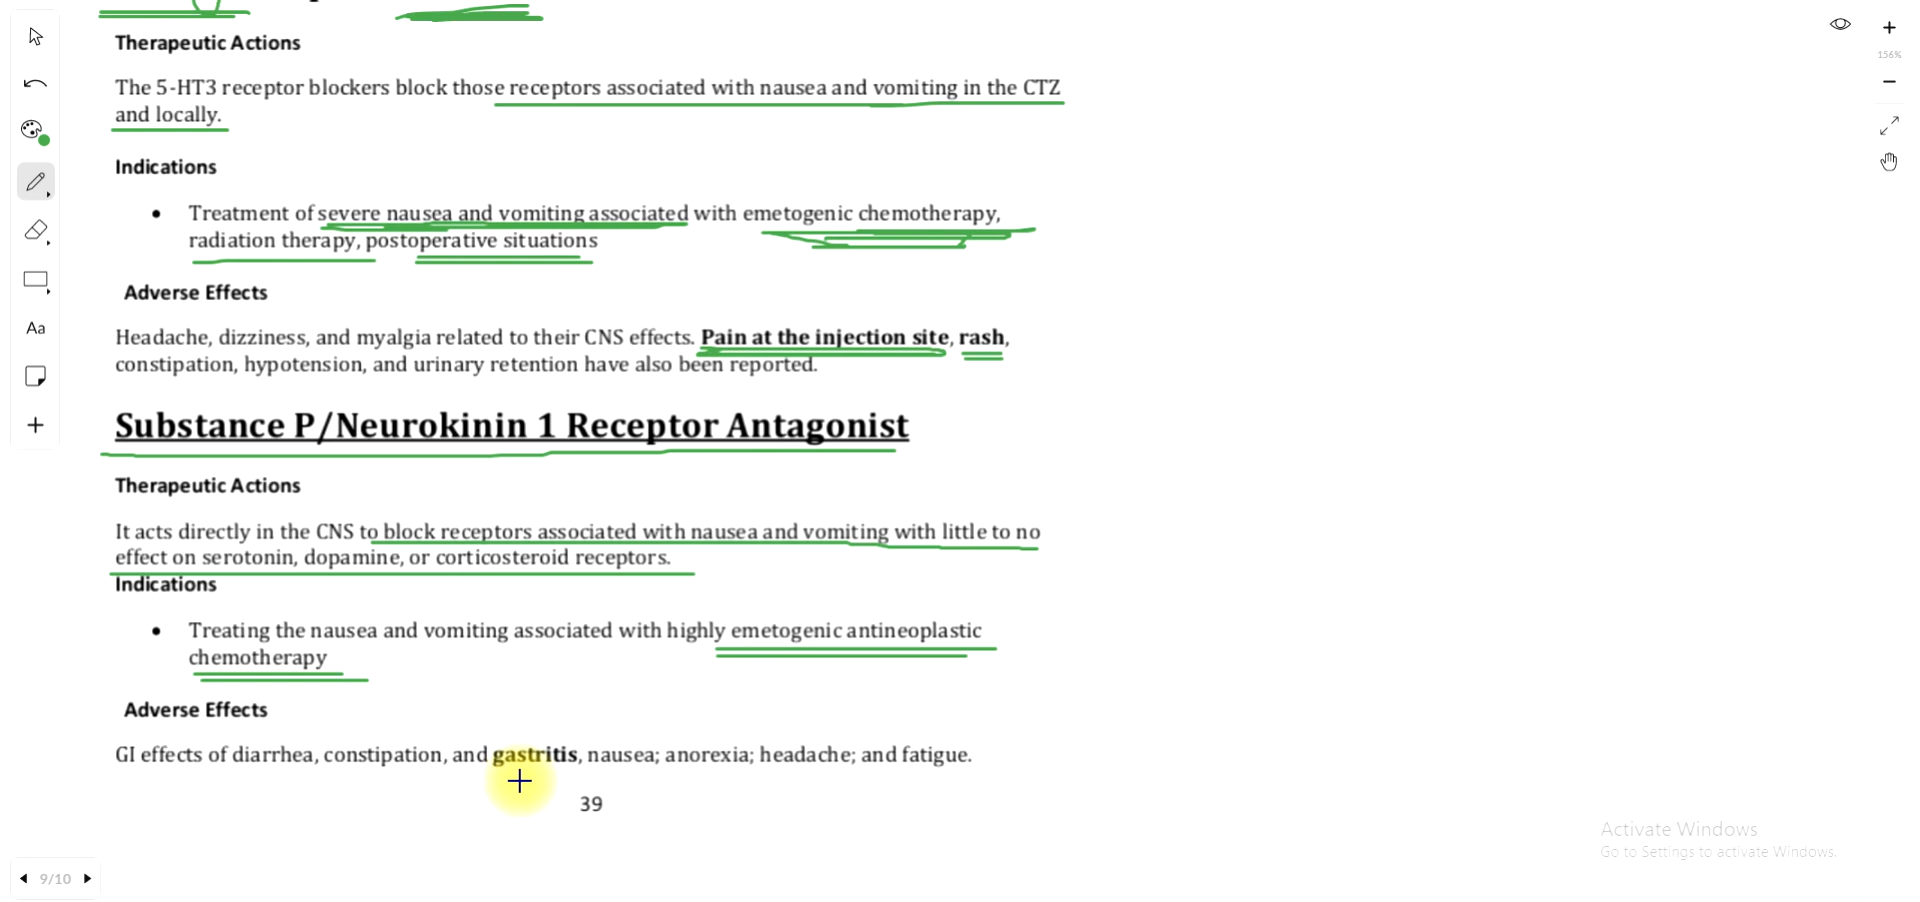 156%
Therapeutic Actions
The 5-HT3 receptor blockers block those receptors associated with nausea and vomiting in the CTZ
and locally.
Indications
• Treatment of severe nausea and vomiting associated with emetogenic chemotherapy,
radiation therapy, postoperative situations
Adverse Effects
Headache, dizziness, and myalgia related to their CNS effects. Pain at the injection site, rash,
constipation, hypotension, and urinary retention have also been reported.
Substance P/Neurokinin 1 Receptor Antagonist
Therapeutic Actions
It acts directly in the CNS to block receptors associated with nausea and vomiting with little to no
effect on serotonin, dopamine, or corticosteroid receptors.
Indications
• Treating the nausea and vomiting associated with highly emetogenic antineoplastic
chemotherapy
Adverse Effects
GI effects of diarrhea, constipation, and gastritis, nausea; anorexia; headache; and fatigue.
39
Aa
Activate Windows
Go to Settings to activate Windows.
9/10